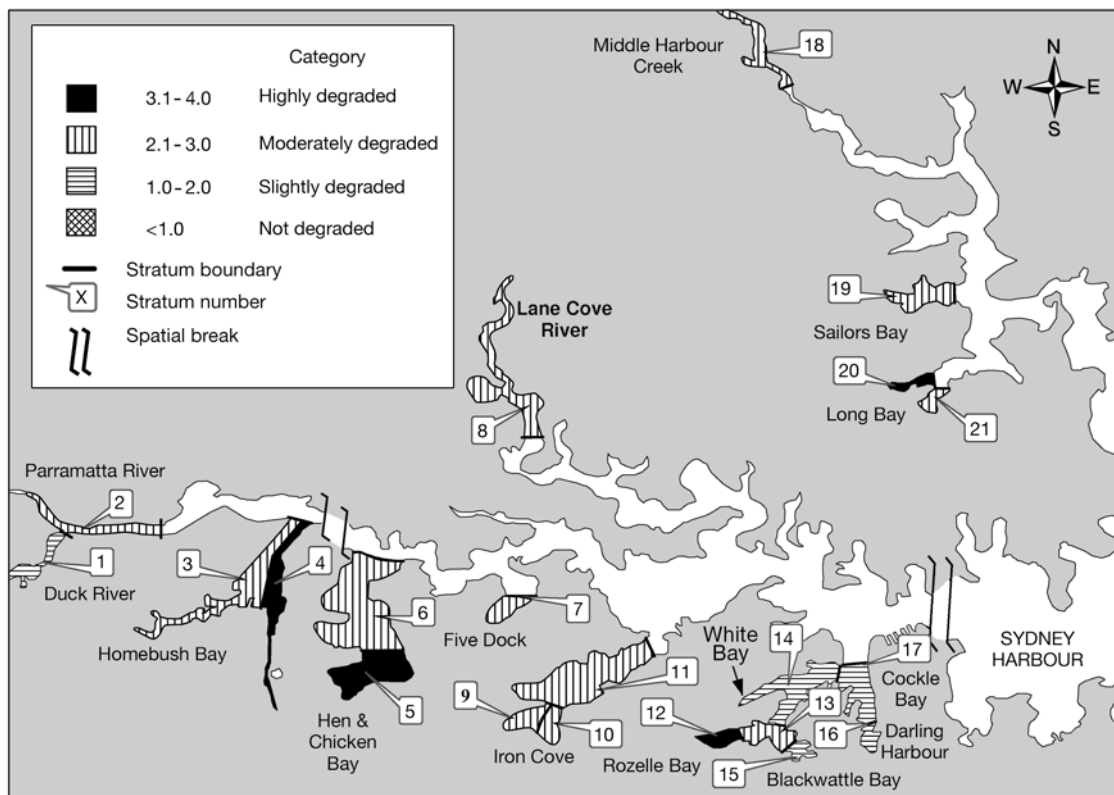 Category
3.1 - 4.0 Highly degraded
2.1 - 3.0 Moderately degraded
1.0 - 2.0 Slightly degraded
<1.0 Not degraded
Stratum boundary
X Stratum number
Spatial break
Middle Harbour
Creek
18
N
W E
S
Lane Cove
River
8
19
Sailors Bay
20
Long Bay
21
Parramatta River
2
1
Duck River
3
4
Homebush Bay
6
5
Hen &
Chicken
Bay
7
Five Dock
9
10
11
Iron Cove
White
Bay
14
17
Cockle
Bay
12
13
16
Darling
Harbour
Rozelle Bay
15
Blackwattle Bay
SYDNEY
HARBOUR